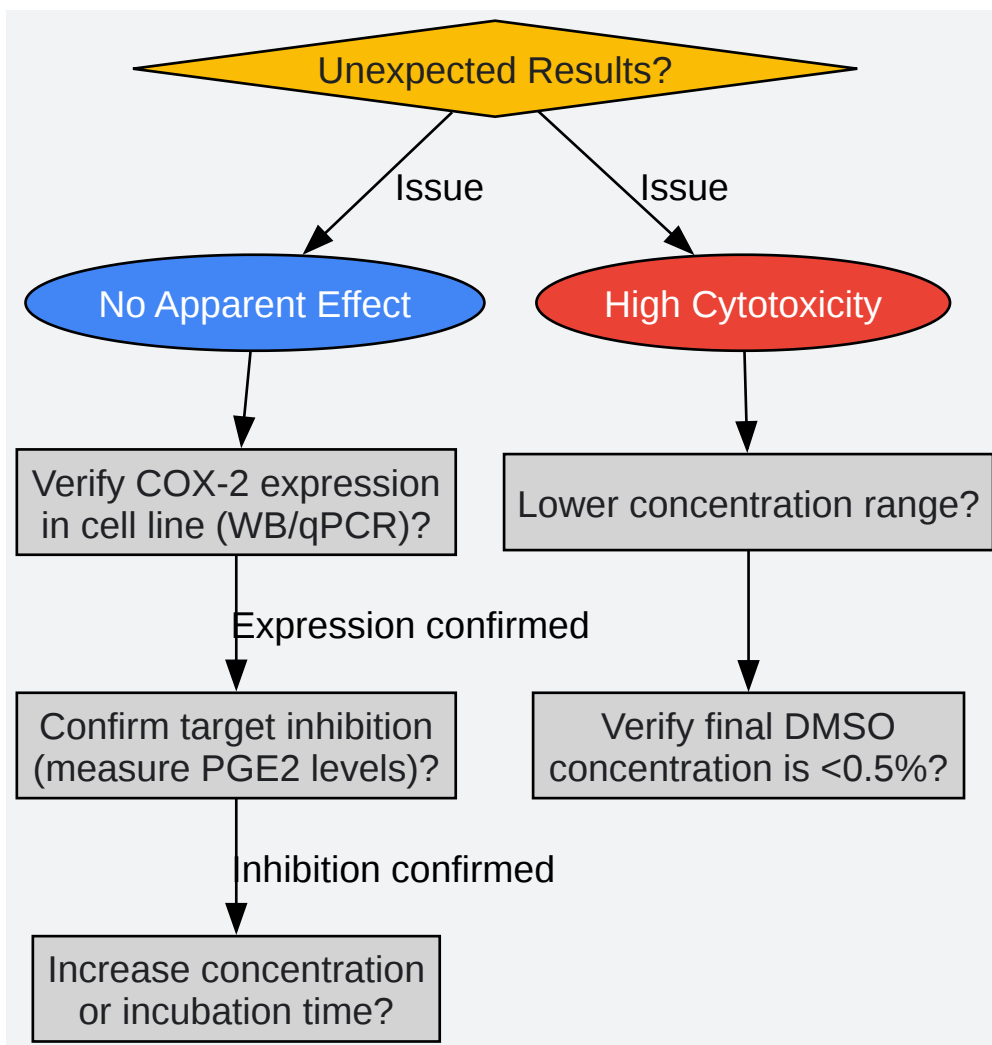 Unexpected Results?
Issue
Issue
No Apparent Effect
High Cytotoxicity
Verify COX-2 expression
in cell line (WB/qPCR)?
Lower concentration range?
Expression confirmed
Confirm target inhibition
(measure PGE2 levels)?
Verify final DMSO
concentration is <0.5%?
Inhibition confirmed
Increase concentration
or incubation time?